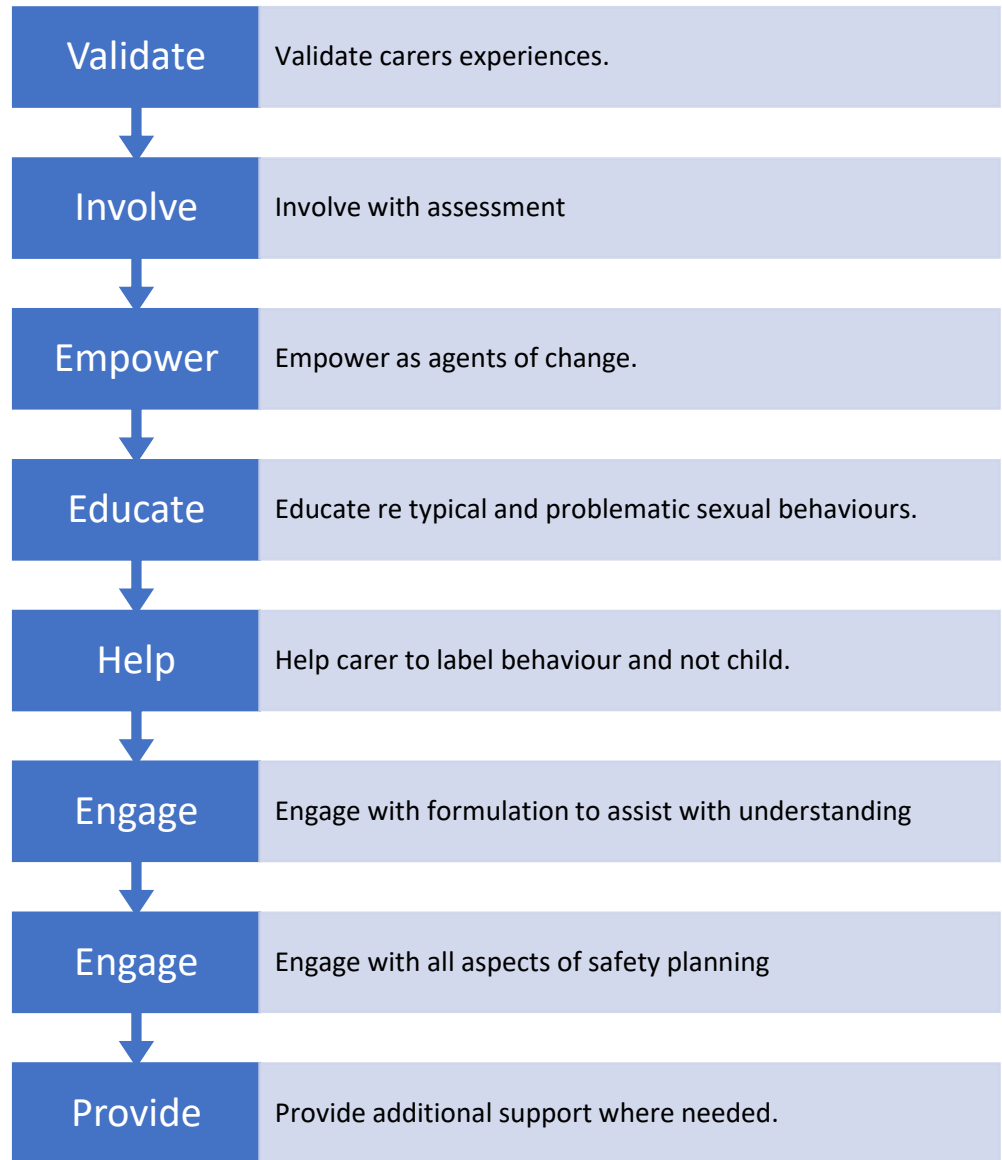 Validate
Validate carers experiences.
Involve
Involve with assessment
Empower
Empower as agents of change.
Educate
Educate re typical and problematic sexual behaviours.
Help
Help carer to label behaviour and not child.
Engage
Engage with formulation to assist with understanding
Engage
Engage with all aspects of safety planning
Provide
Provide additional support where needed.